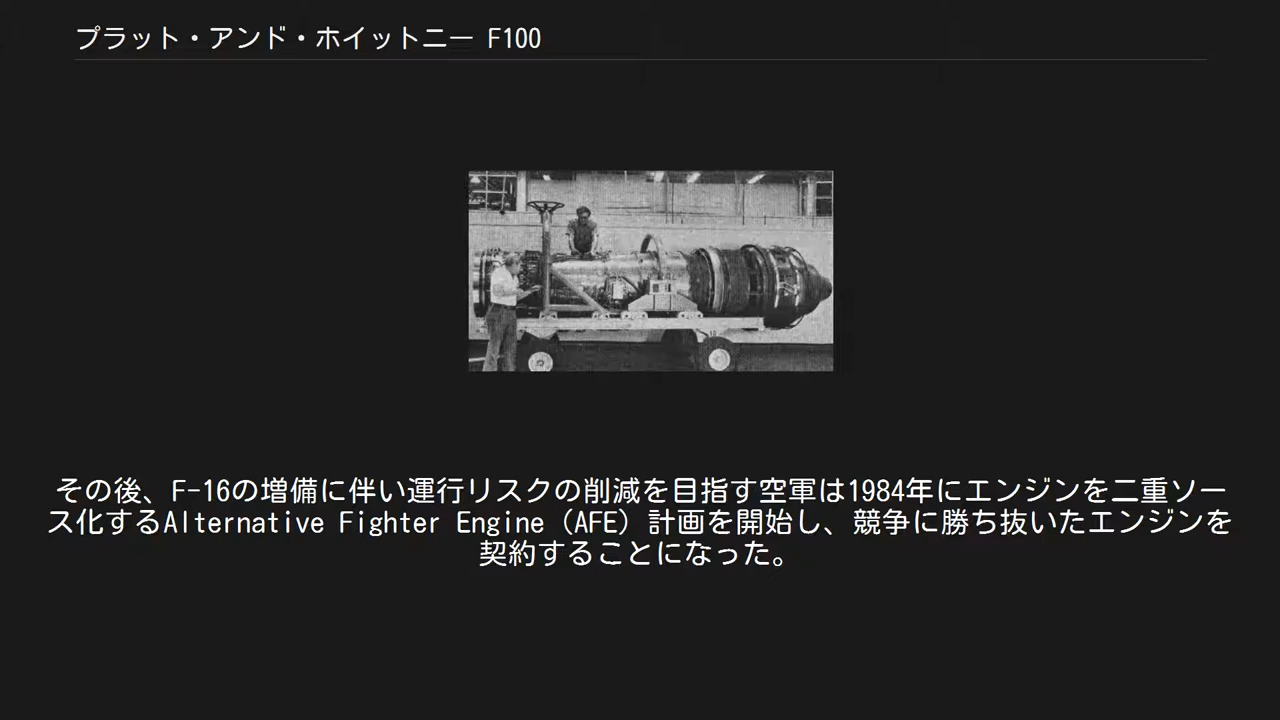 プラット・アンド・ホイットニー F100
その後、F-16の増備に伴い運行リスクの削減を目指す空軍は1984年にエンジンを二重ソー
ス化するAlternative Fighter Engine（AFE）計画を開始し、競争に勝ち抜いたエンジンを
契約することになった。